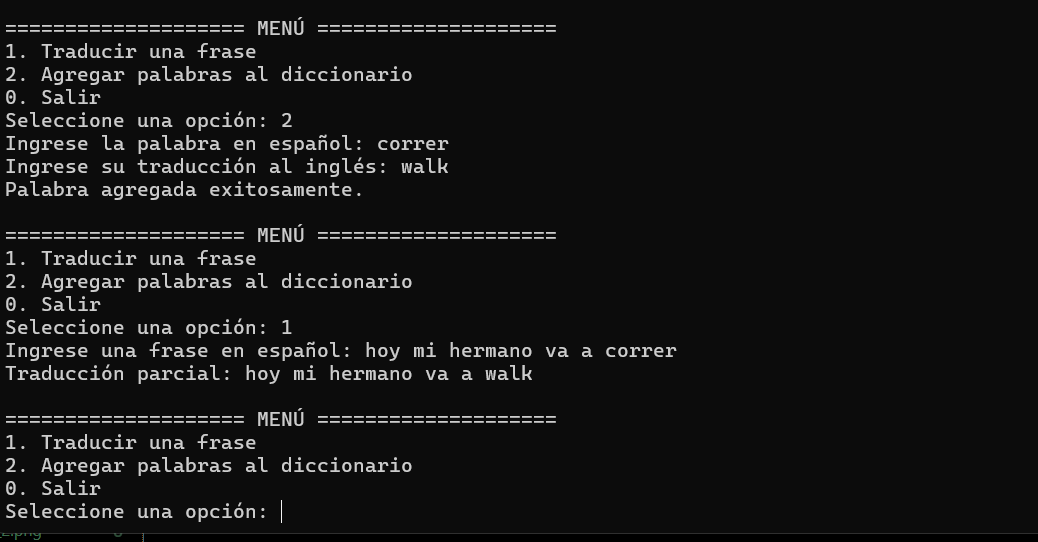 ==================== MENÚ ====================
1. Traducir una frase
2. Agregar palabras al diccionario
0. Salir
Seleccione una opción: 2
Ingrese la palabra en español: correr
Ingrese su traducción al inglés: walk
Palabra agregada exitosamente.

==================== MENÚ ====================
1. Traducir una frase
2. Agregar palabras al diccionario
0. Salir
Seleccione una opción: 1
Ingrese una frase en español: hoy mi hermano va a correr
Traducción parcial: hoy mi hermano va a walk

==================== MENÚ ====================
1. Traducir una frase
2. Agregar palabras al diccionario
0. Salir
Seleccione una opción: